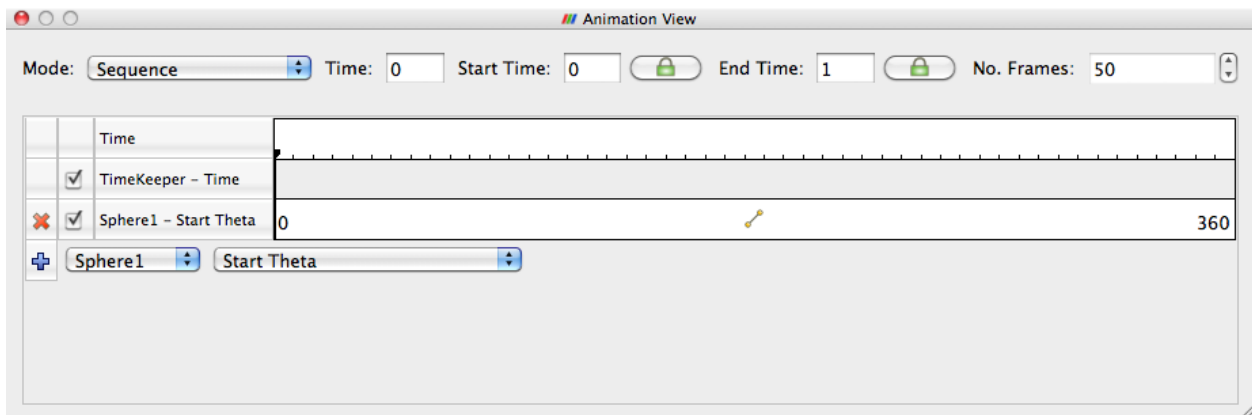 Animation View
Mode: Sequence Time: 0 Start Time: 0 End Time: 1 No. Frames: 50
Time
TimeKeeper – Time
Sphere1 – Start Theta 0 360
Sphere1 Start Theta